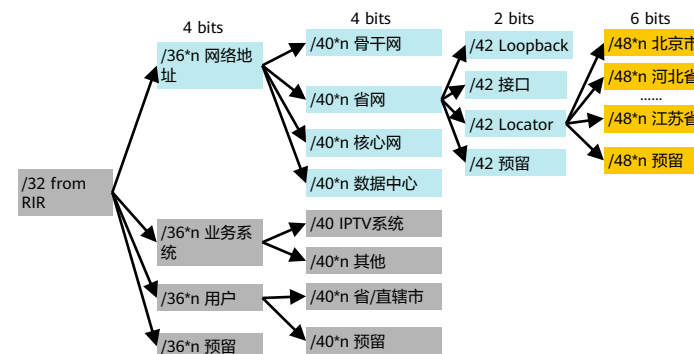 4 bits
4 bits
2 bits
6 bits
/32 from
RIR
/36*n 网络地
址
/36*n 业务系
统
/36*n 用户
/36*n 预留
/40*n 骨干网
/40*n 省网
/40*n 核心网
/40*n 数据中心
/40 IPTV系统
/40*n 其他
/40*n 省/直辖市
/40*n 预留
/42 Loopback
/42 接口
/42 Locator
/42 预留
/48*n 北京市
/48*n 河北省
......
/48*n 江苏省
/48*n 预留